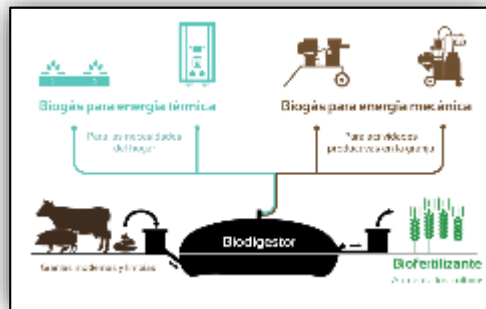 Biogás para energía térmica
Biogás para energía mecánica
Para las necesidades
del hogar
Para actividades
productivas en la granja
Biodigestor
Biofertilizante